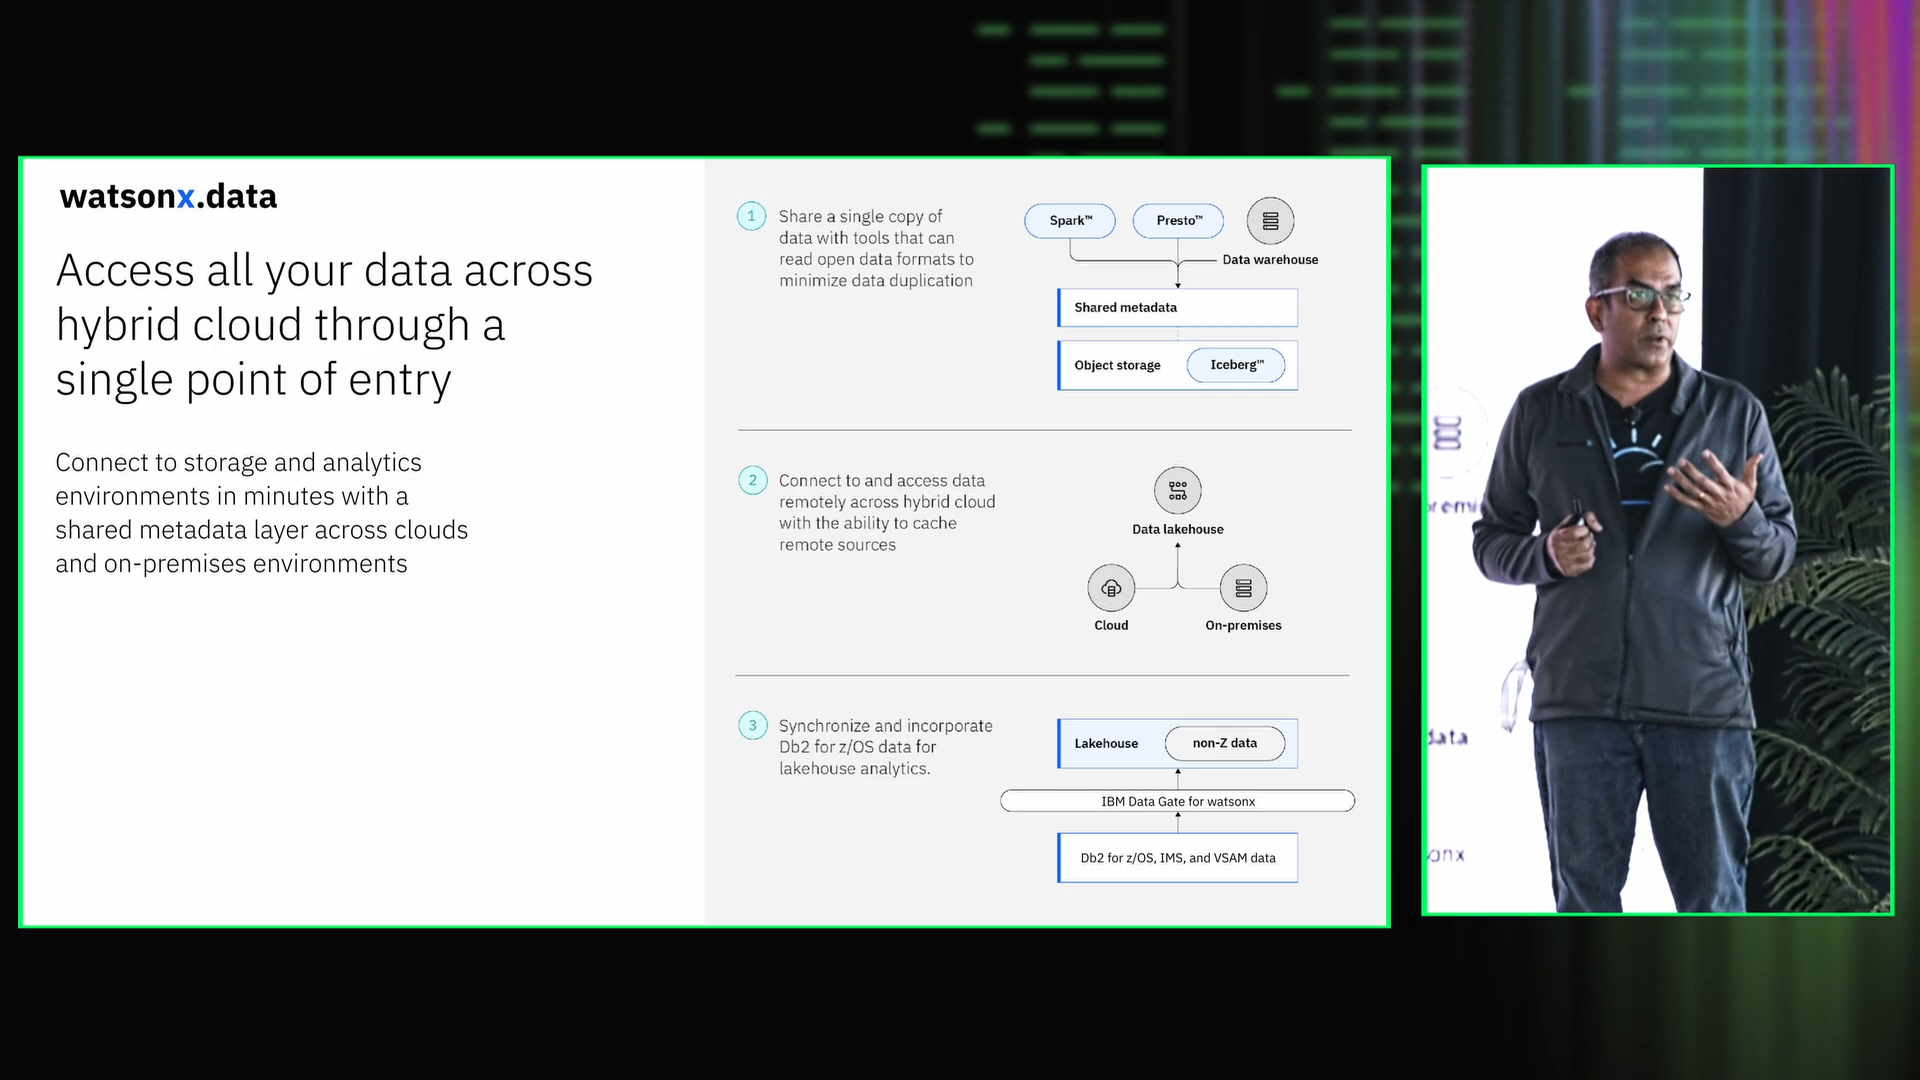 watsonx.data
Access all your data across
hybrid cloud through a
single point of entry
Connect to storage and analytics
environments in minutes with a
shared metadata layer across clouds
and on-premises environments
1
Share a single copy of
data with tools that can
read open data formats to
minimize data duplication
Spark™
Presto™
Data warehouse
Shared metadata
Object storage
Iceberg™
2
Connect to and access data
remotely across hybrid cloud
with the ability to cache
remote sources
Data lakehouse
Cloud
On-premises
3
Synchronize and incorporate
Db2 for z/OS data for
lakehouse analytics.
Lakehouse
non-Z data
IBM Data Gate for watsonx
Db2 for z/OS, IMS, and VSAM data
data